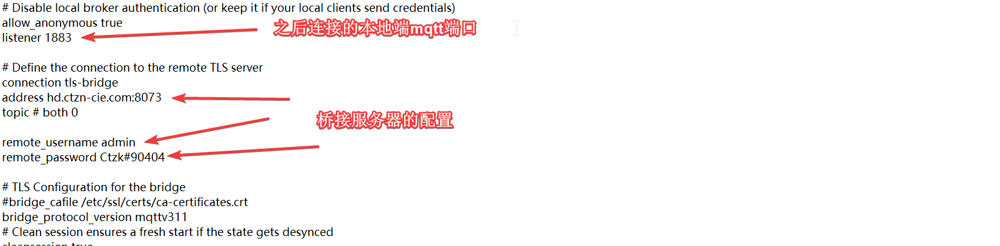 # Disable local broker authentication (or keep it if your local clients send credentials)
allow_anonymous true
listener 1883
之后连接的本地端mqtt端口
# Define the connection to the remote TLS server
connection tls-bridge
address hd.ctzn-cie.com:8073
topic # both 0
桥接服务器的配置
remote_username admin
remote_password Ctzk#90404
# TLS Configuration for the bridge
#bridge_cafile /etc/ssl/certs/ca-certificates.crt
bridge_protocol_version mqttv311
# Clean session ensures a fresh start if the state gets desynced
cleansession true